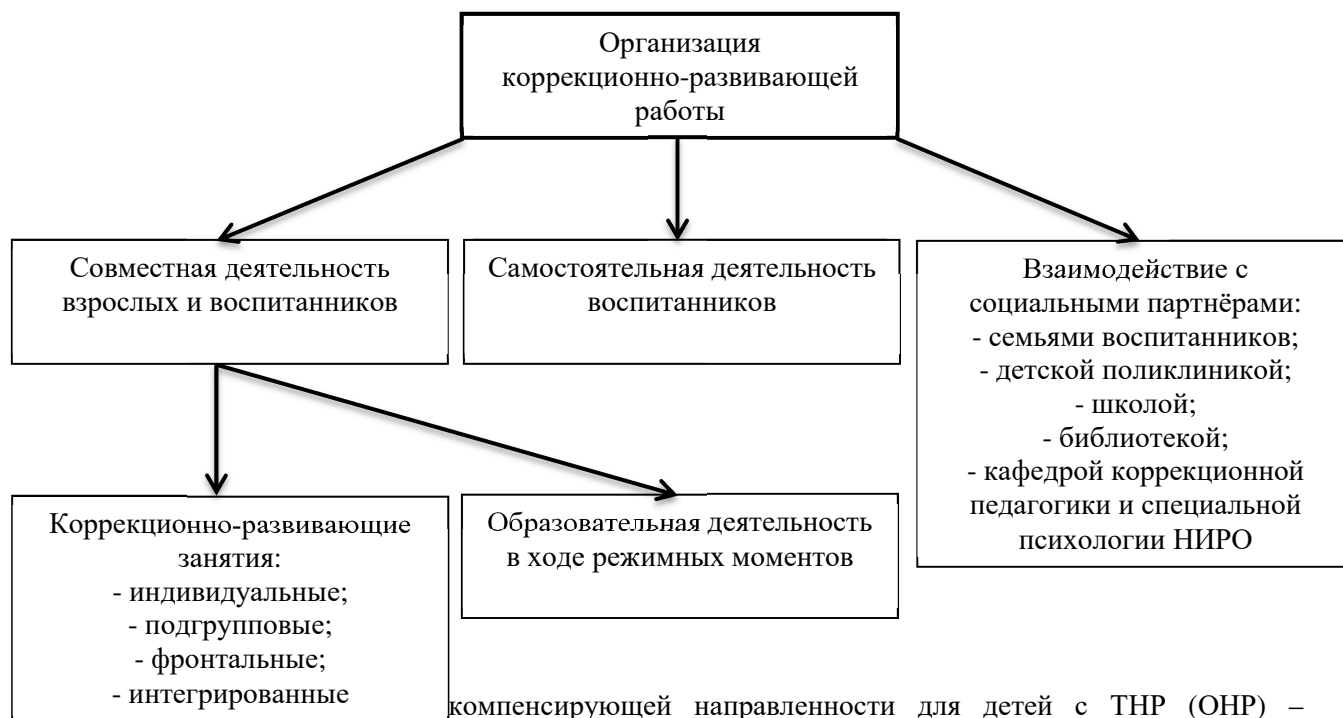 Организация
коррекционно-развивающей
работы
Совместная деятельность
взрослых и воспитанников
Самостоятельная деятельность
воспитанников
Взаимодействие с
социальными партнёрами:
- семьями воспитанников;
- детской поликлиникой;
- школой;
- библиотекой;
- кафедрой коррекционной
педагогики и специальной
психологии НИРО
Коррекционно-развивающие
занятия:
- индивидуальные;
- подгрупповые;
- фронтальные;
- интегрированные
Образовательная деятельность
в ходе режимных моментов
компенсирующей направленности для детей с ТНР (ОНР) –